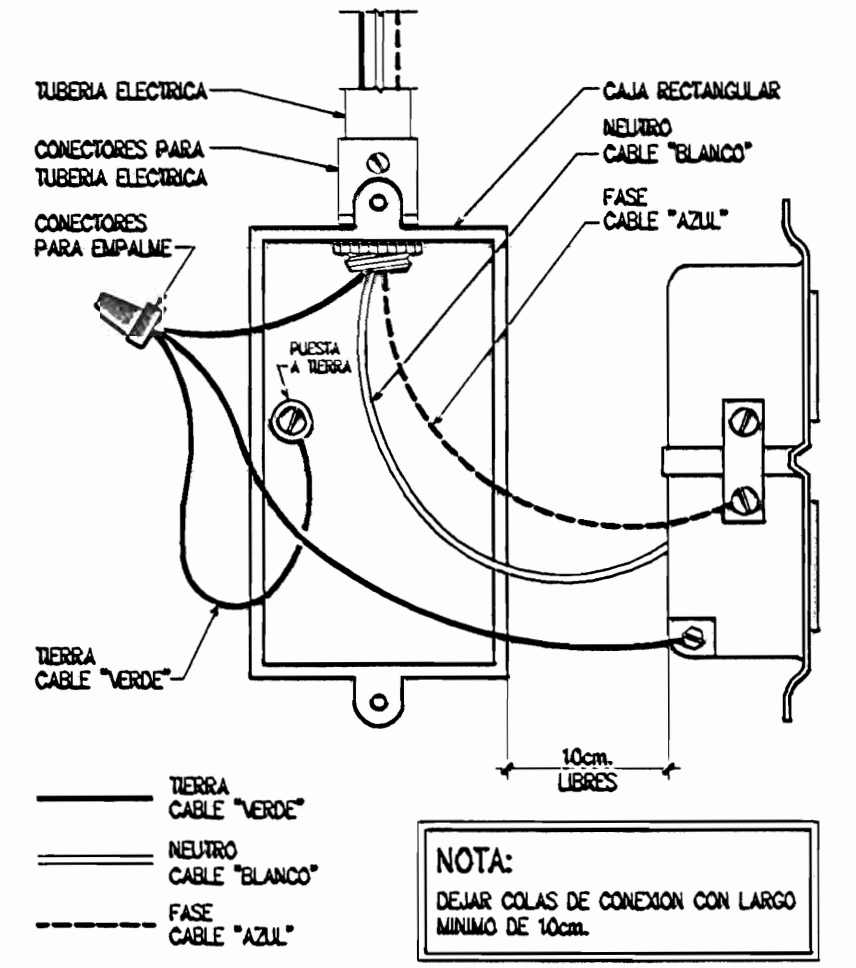 TUBERIA ELECTRICA
CONECTORES PARA
TUBERIA ELECTRICA
CONECTORES
PARA EMPALME
CAJA RECTANGULAR
NEUTRO
CABLE "BLANCO"
FASE
CABLE "AZUL"
PUESTA
A TIERRA
TIERRA
CABLE "VERDE"
10cm.
LIBRES
TIERRA
CABLE "VERDE"
NEUTRO
CABLE "BLANCO"
FASE
CABLE "AZUL"
NOTA:
DEJAR COLAS DE CONEXION CON LARGO
MINIMO DE 10cm.